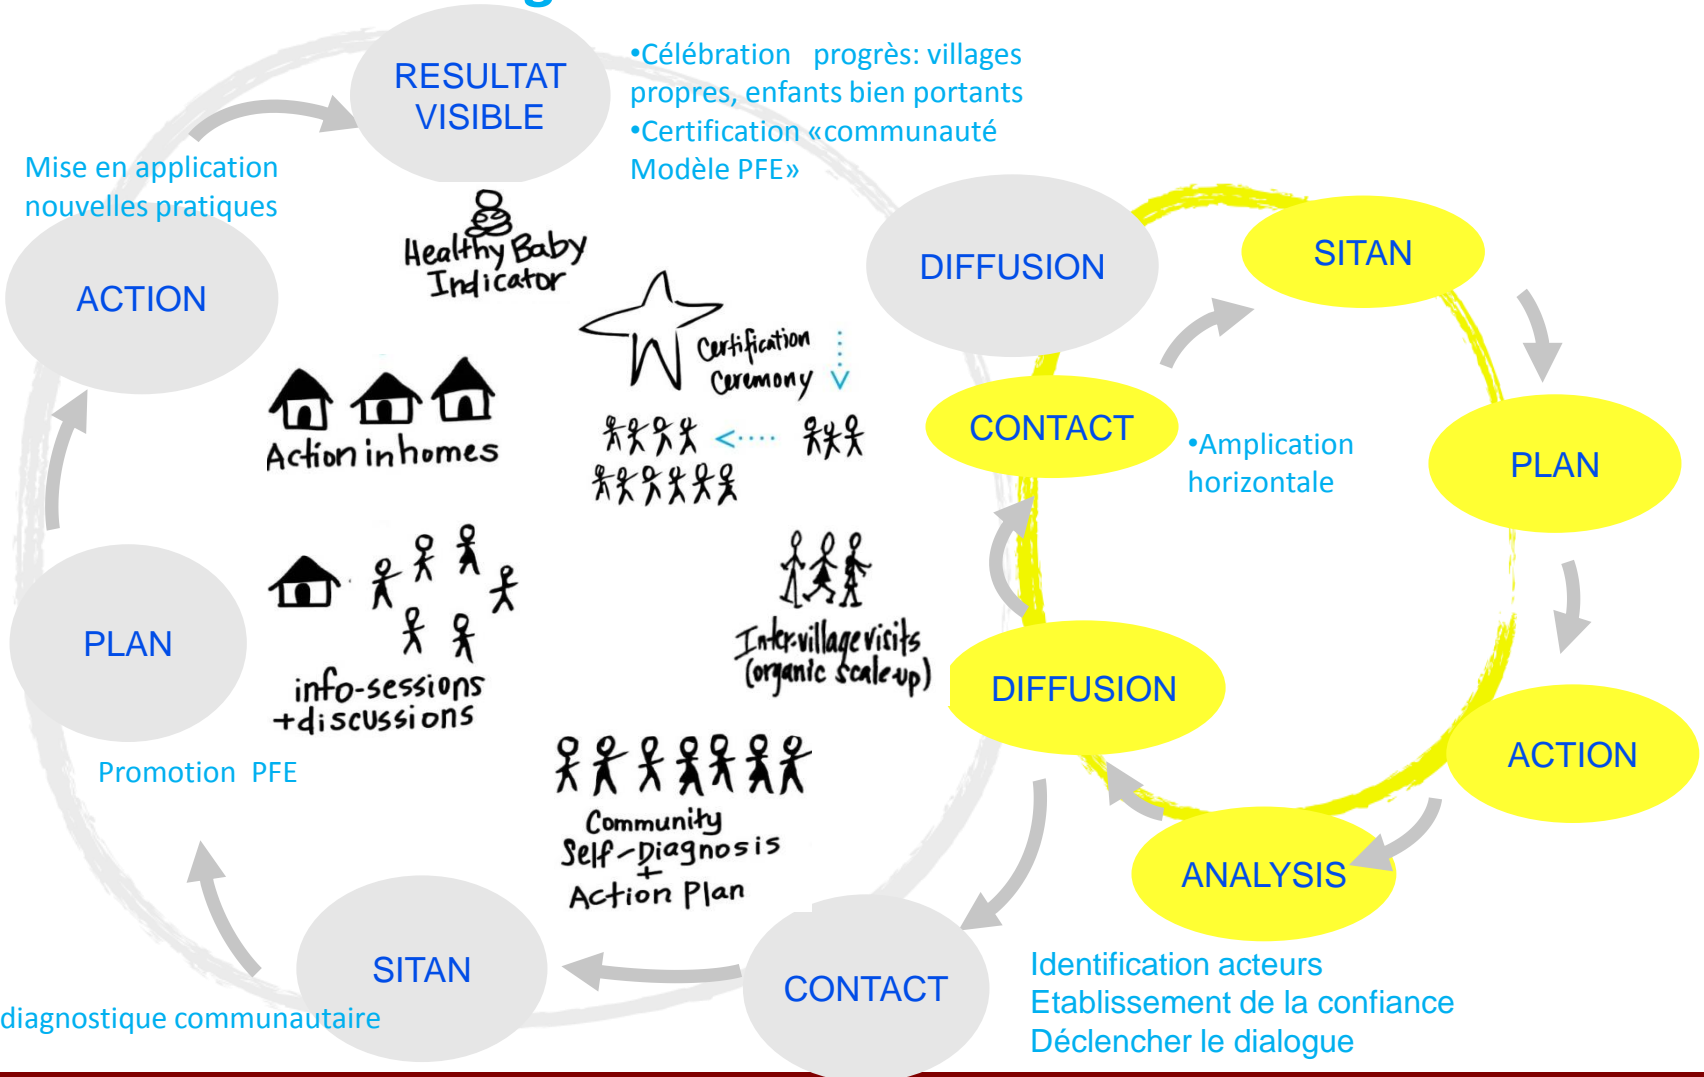 RESULTAT
VISIBLE
•Célébration progrès: villages
propres, enfants bien portants
•Certification «communauté
Modèle PFE»
Mise en application
nouvelles pratiques
ACTION
Healthy Baby
Indicator
DIFFUSION
SITAN
Certification
Ceremony
Action in homes
CONTACT
•Amplication
horizontale
PLAN
PLAN
info-sessions
+discussions
Inter-village visits
(organic scale-up)
DIFFUSION
ACTION
Promotion PFE
Community
Self-Diagnosis
+
Action Plan
ANALYSIS
SITAN
CONTACT
diagnostique communautaire
Identification acteurs
Etablissement de la confiance
Déclencher le dialogue